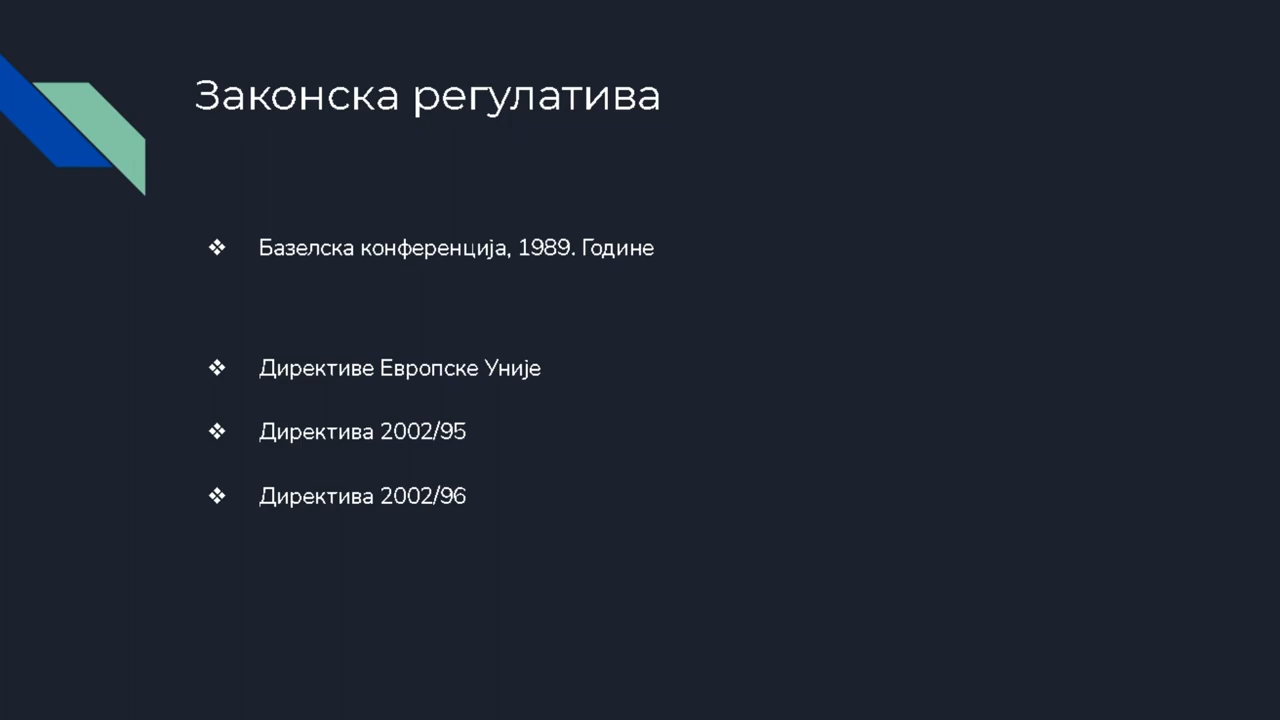 Законска регулатива
❖ Базелска конференција, 1989. Године
❖ Директиве Европске Уније
❖ Директива 2002/95
❖ Директива 2002/96